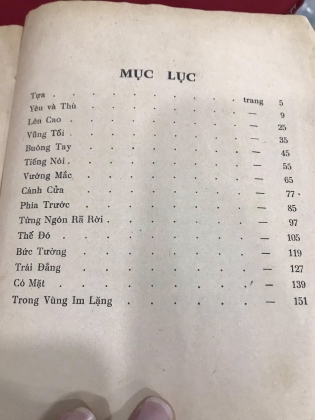 MỤC LỤC
Tựa . . . . . . . . trang 5
Yêu và Thù . . . . . . . — 9
Lên Cao . . . . . . . — 25
Vũng Tối . . . . . . . — 35
Buông Tay . . . . . . . — 45
Tiếng Nói . . . . . . . — 55
Vướng Mắc . . . . . . . — 65
Cánh Cửa . . . . . . . — 77
Phía Trước . . . . . . . — 85
Từng Ngón Rã Rời . . . . . . — 97
Thế Đó . . . . . . . — 105
Bức Tường . . . . . . . — 119
Trái Đắng . . . . . . . — 127
Có Mặt . . . . . . . — 139
Trong Vùng Im Lặng . . . . . — 151